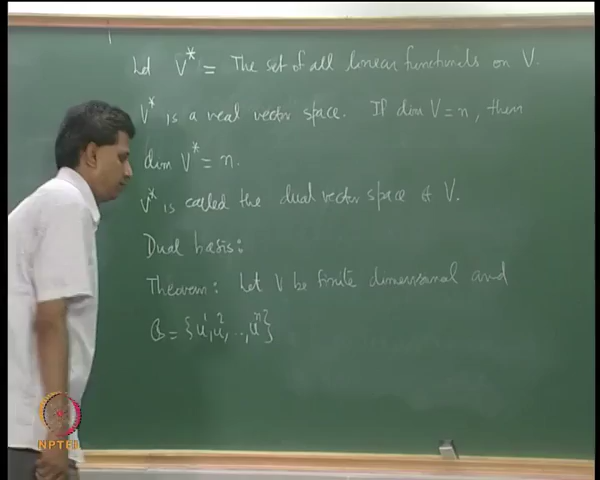 Let V* = The set of all linear functionals on V.
V* is a real vector space. If dim V = n, then
dim V* = n.
V* is called the dual vector space of V.
Dual basis:
Theorem: Let V be finite dimensional and
B = {u¹, u², .., uⁿ}
NPTEL